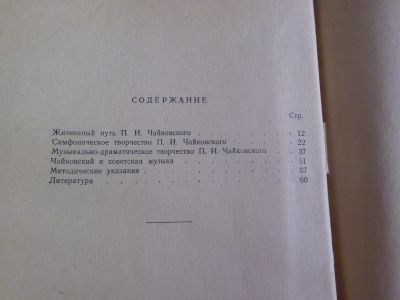 СОДЕРЖАНИЕ
Стр.
Жизненный путь П. И. Чайковского . . . . . . . . 12
Симфоническое творчество П. И. Чайковского . . . . . . 22
Музыкально-драматическое творчество П. И. Чайковского . . . 37
Чайковский и советская музыка . . . . . . . . . 51
Методические указания . . . . . . . . . . . 57
Литература . . . . . . . . . . . . 60